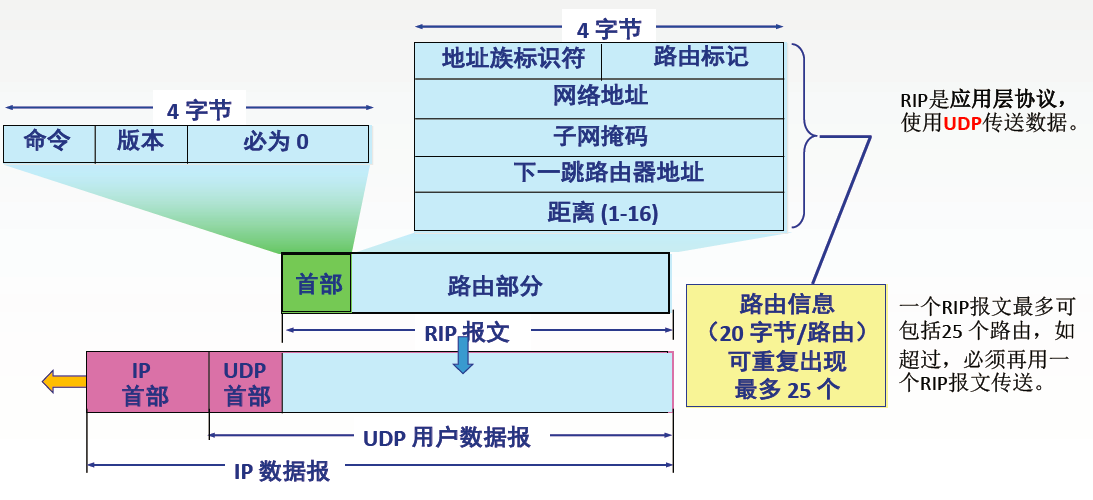 4 字节
地址族标识符 路由标记
网络地址
子网掩码
下一跳路由器地址
距离 (1-16)
4 字节
命令 版本 必为 0
RIP是应用层协议，
使用UDP传送数据。
首部 路由部分
RIP 报文
路由信息
（20 字节/路由）
可重复出现
最多 25 个
一个RIP报文最多可
包括25 个路由，如
超过，必须再用一
个RIP报文传送。
IP
首部
UDP
首部
UDP 用户数据报
IP 数据报